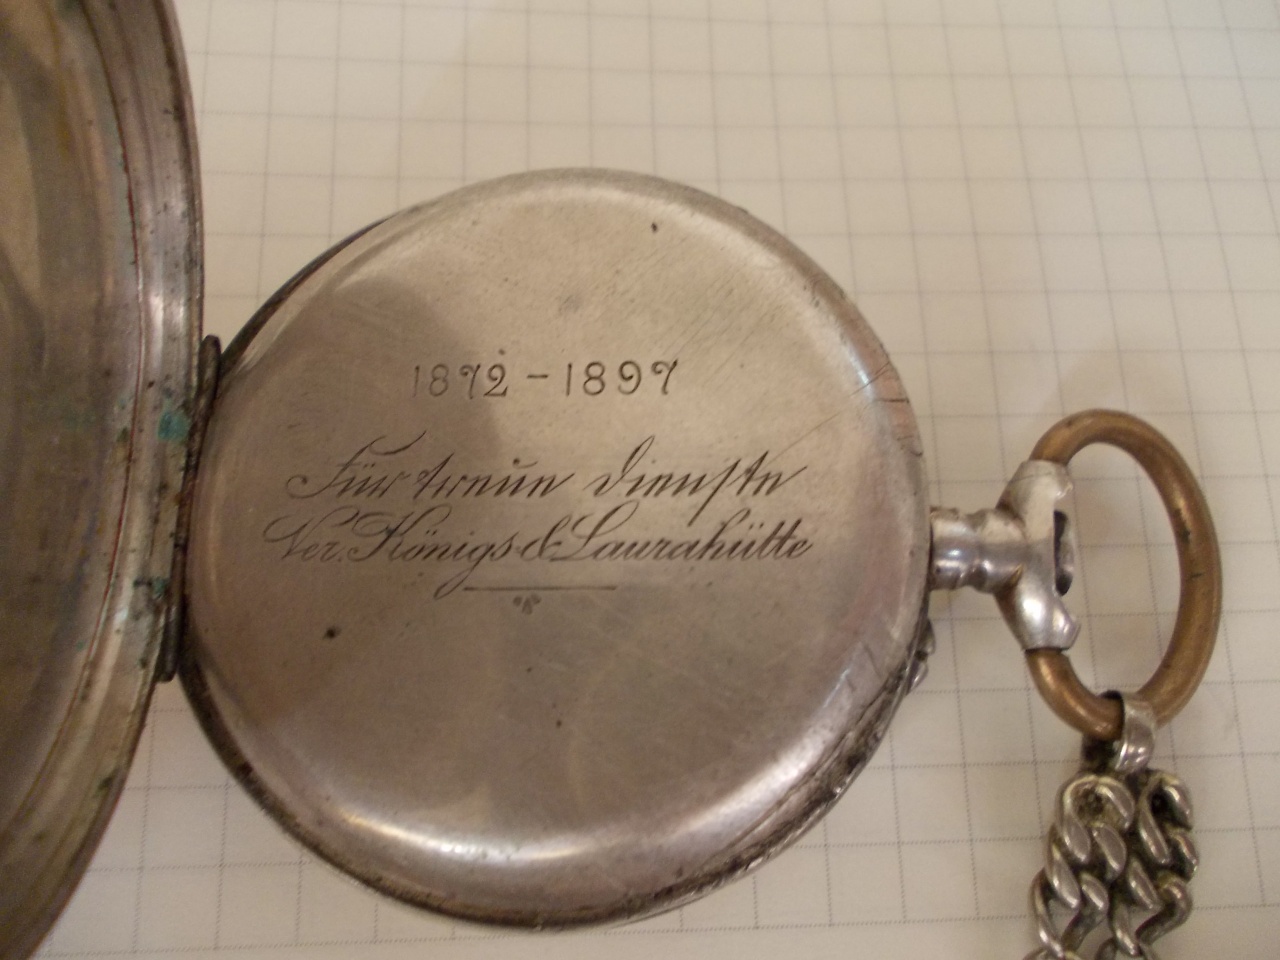 1872 - 1897
Für treue dienste
Ver. Königs & Laurahütte